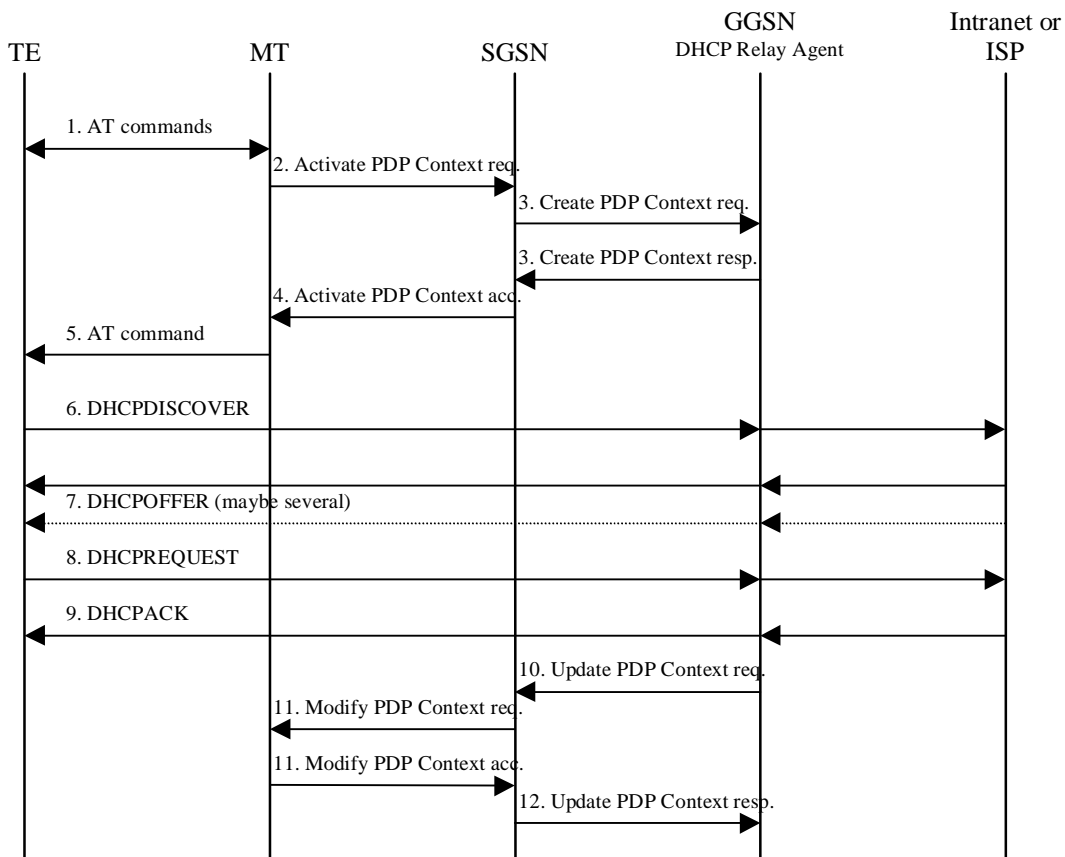 GGSN
Intranet or
TE
MT
SGSN
DHCP Relay Agent
ISP
1. AT commands
2. Activate PDP Context req.
3. Create PDP Context req.
3. Create PDP Context resp.
4. Activate PDP Context acc.
5. AT command
6. DHCPDISCOVER
7. DHCPOFFER (maybe several)
8. DHCPREQUEST
9. DHCPACK
10. Update PDP Context req.
11. Modify PDP Context req.
11. Modify PDP Context acc.
12. Update PDP Context resp.